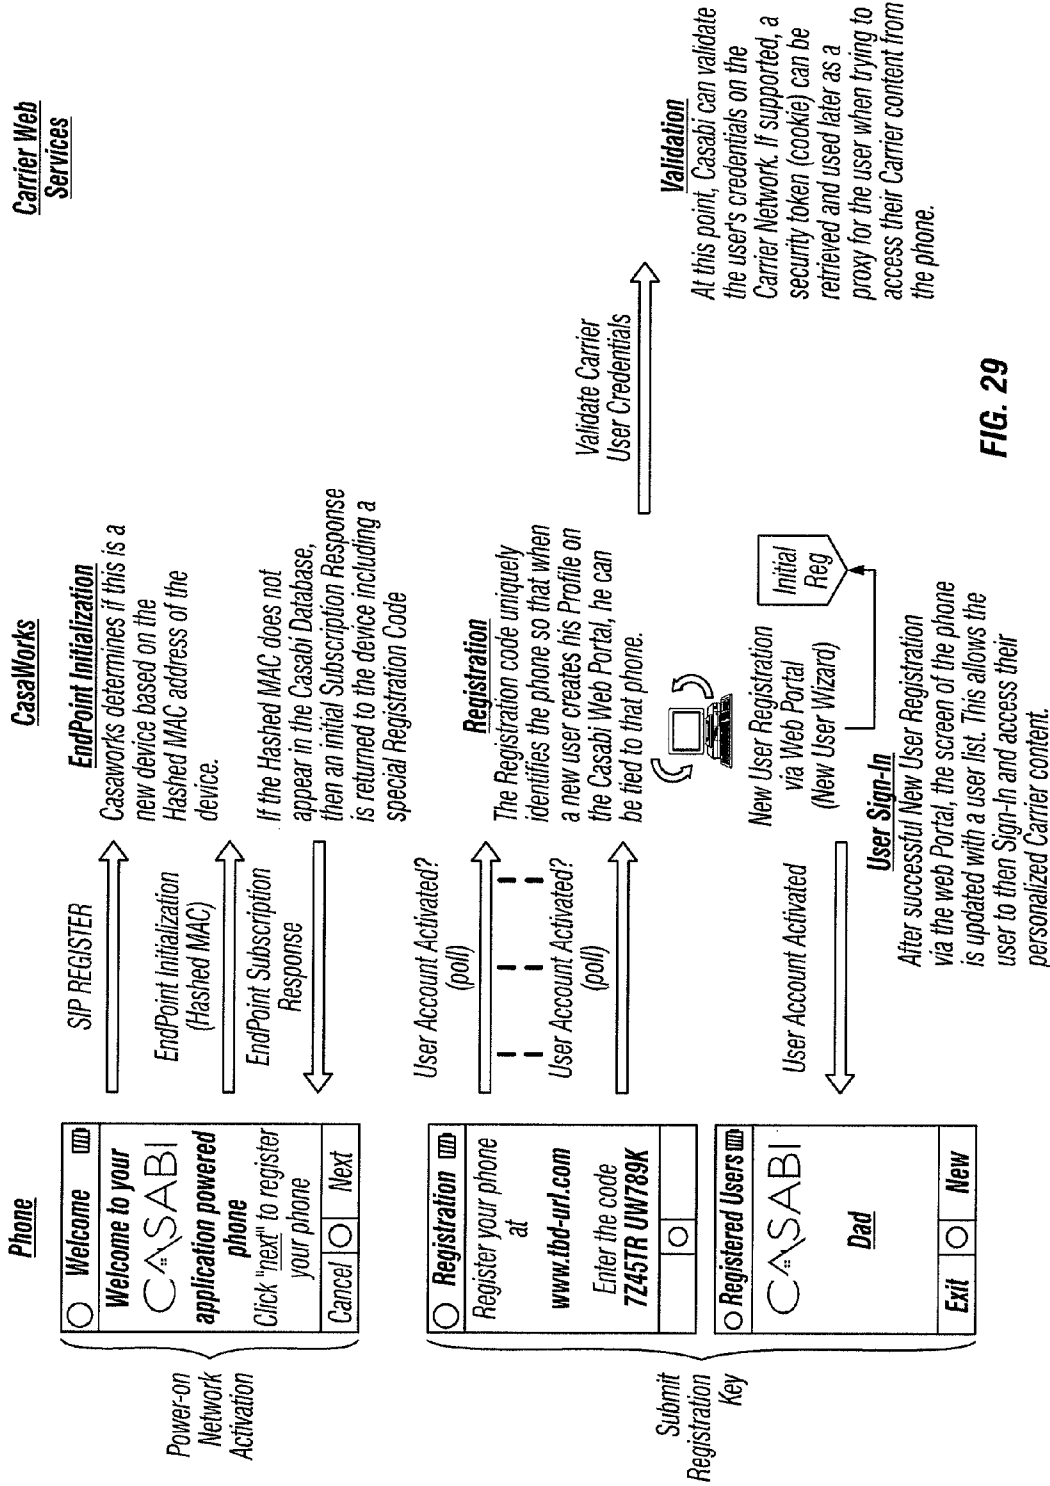 Phone
CasaWorks
Carrier Web
Services
Power-on
Network
Activation
Welcome
Welcome to your
CASABI
application powered
phone
Click "next" to register
your phone
Cancel
Next
SIP REGISTER
EndPoint Initialization
(Hashed MAC)
EndPoint Subscription
Response
EndPoint Initialization
Casaworks determines if this is a
new device based on the
Hashed MAC address of the
device.
If the Hashed MAC does not
appear in the Casabi Database,
then an initial Subscription Response
is returned to the device including a
special Registration Code
Submit
Registration
Key
Registration
Register your phone
at
www.tbd-url.com
Enter the code
7Z45TR UW789K
User Account Activated?
(poll)
User Account Activated?
(poll)
Registration
The Registration code uniquely
identifies the phone so that when
a new user creates his Profile on
the Casabi Web Portal, he can
be tied to that phone.
Validate Carrier
User Credentials
Validation
At this point, Casabi can validate
the user's credentials on the
Carrier Network. If supported, a
security token (cookie) can be
retrieved and used later as a
proxy for the user when trying to
access their Carrier content from
the phone.
New User Registration
via Web Portal
(New User Wizard)
Initial
Reg
Registered Users
CASABI
Dad
Exit
New
User Account Activated
User Sign-In
After successful New User Registration
via the web Portal, the screen of the phone
is updated with a user list. This allows the
user to then Sign-In and access their
personalized Carrier content.
FIG. 29